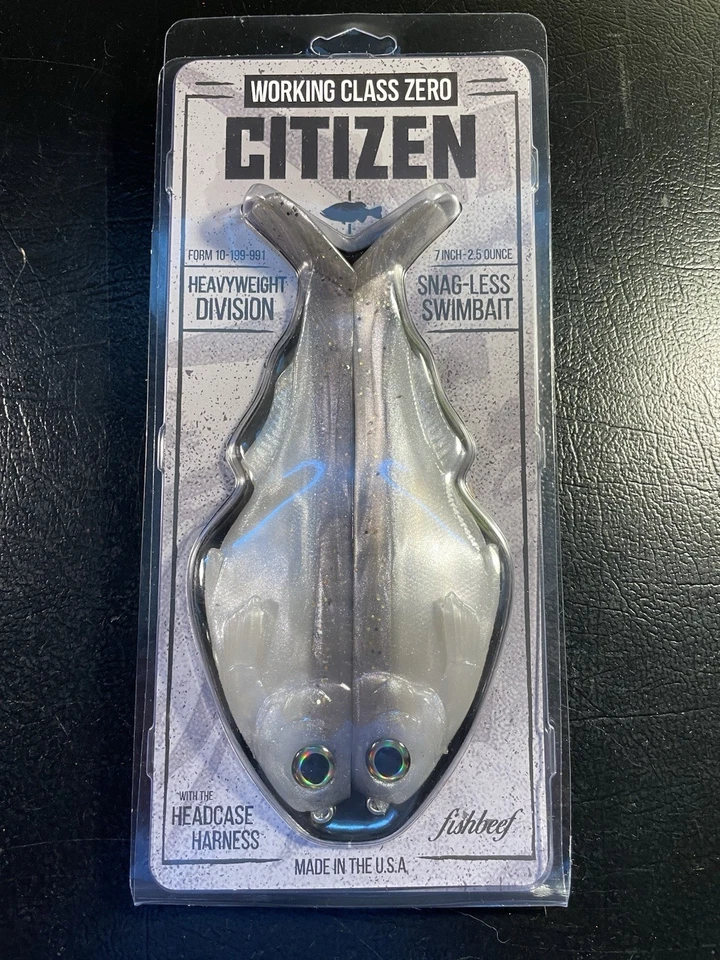 WORKING CLASS ZERO
CITIZEN
FORM 10-199-991
7 INCH-2.5 OUNCE
HEAVYWEIGHT
DIVISION
SNAG-LESS
SWIMBAIT
WITH THE
HEADCASE
HARNESS
fishbeef
MADE IN THE U.S.A.